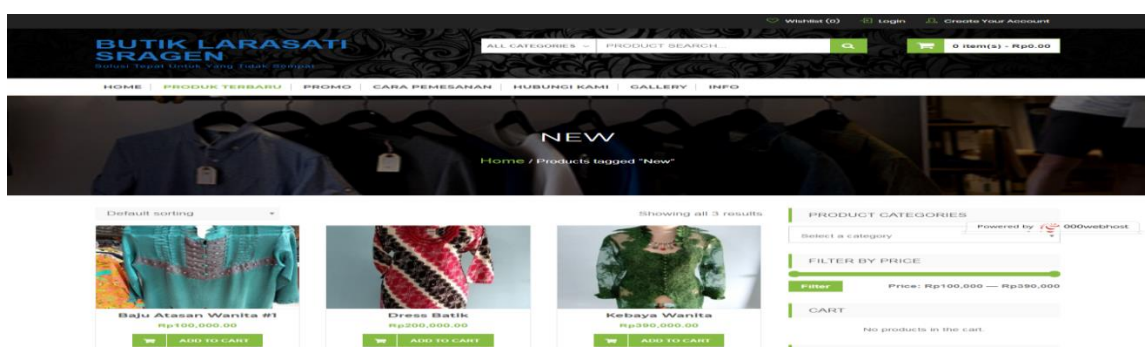 Wishlist (0) Login Create Your Account
BUTIK LARASATI
SRAGEN
Solusi Tepat Untuk Yang Tidak Sempat
ALL CATEGORIES PRODUCT SEARCH...
0 item(s) - Rp0.00
HOME PRODUK TERBARU PROMO CARA PEMESANAN HUBUNGI KAMI GALLERY INFO
NEW
Home / Products tagged "New"
Default sorting
Showing all 3 results
Baju Atasan Wanita #1
Rp100,000.00
ADD TO CART
Dress Batik
Rp200,000.00
ADD TO CART
Kebaya Wanita
Rp390,000.00
ADD TO CART
PRODUCT CATEGORIES
Select a category
Powered by 000webhost
FILTER BY PRICE
Filter Price: Rp100,000 — Rp390,000
CART
No products in the cart.